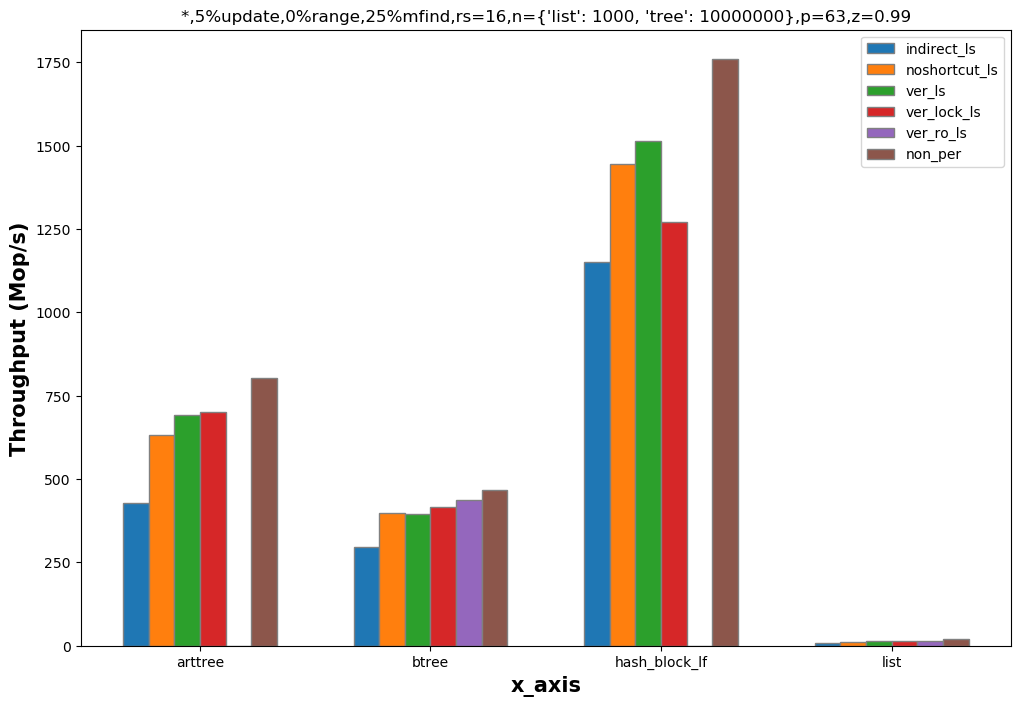 *,5%update,0%range,25%mfind,rs=16,n={'list': 1000, 'tree': 10000000},p=63,z=0.99
indirect_ls
noshortcut_ls
ver_ls
ver_lock_ls
ver_ro_ls
non_per
Throughput (Mop/s)
1750
1500
1250
1000
750
500
250
0
arttree
btree
hash_block_lf
list
x_axis